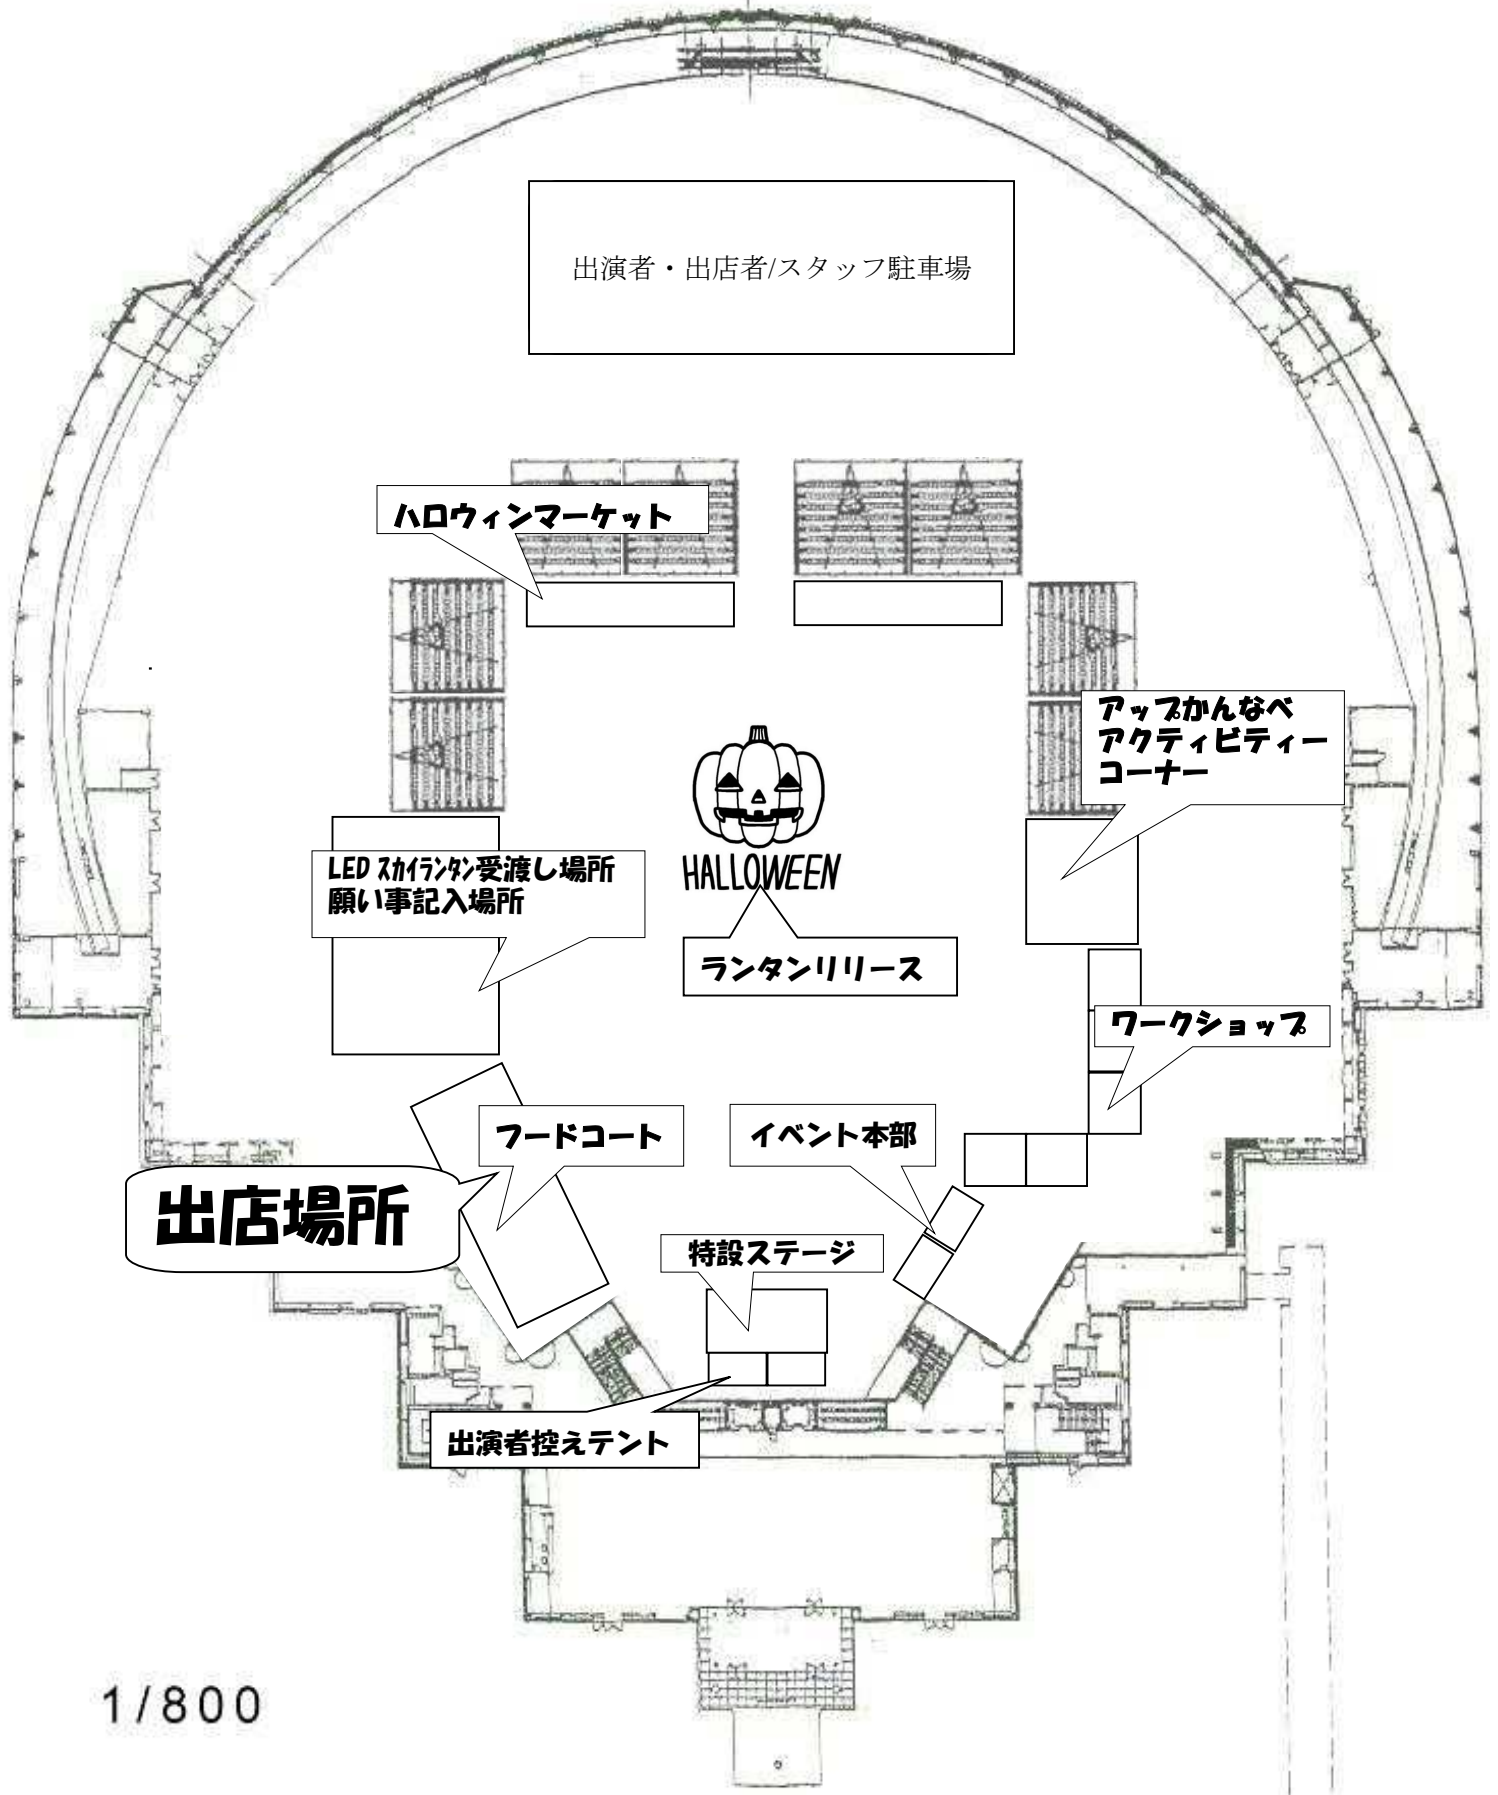 出演者・出店者/スタッフ駐車場
ハロウィンマーケット
アップかんなべ
アクティビティー
コーナー
LED スカイランタン受渡し場所
願い事記入場所
HALLOWEEN
ランタンリリース
ワークショップ
フードコート
イベント本部
出店場所
特設ステージ
出演者控えテント
1/800